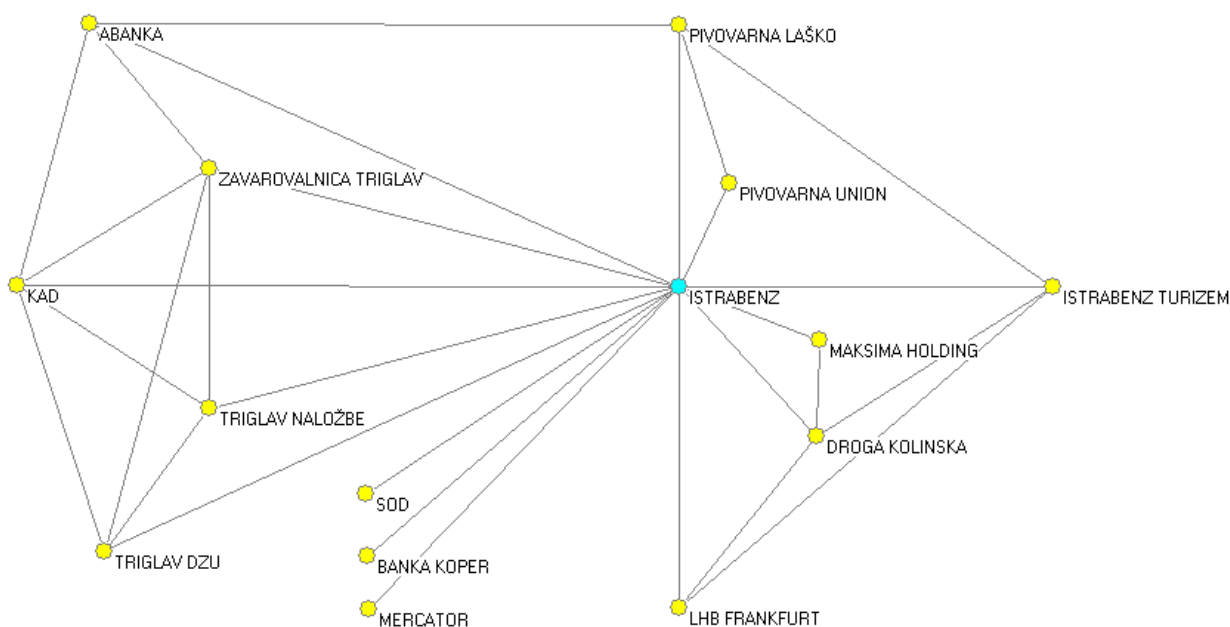 ABANKA
PIVOVARNA LAŠKO
ZAVAROVALNICA TRIGLAV
PIVOVARNA UNION
KAD
ISTRABENZ
ISTRABENZ TURIZEM
MAKSIMA HOLDING
TRIGLAV NALOŽBE
DROGA KOLINSKA
SOD
TRIGLAV DZU
BANKA KOPER
MERCATOR
LHB FRANKFURT